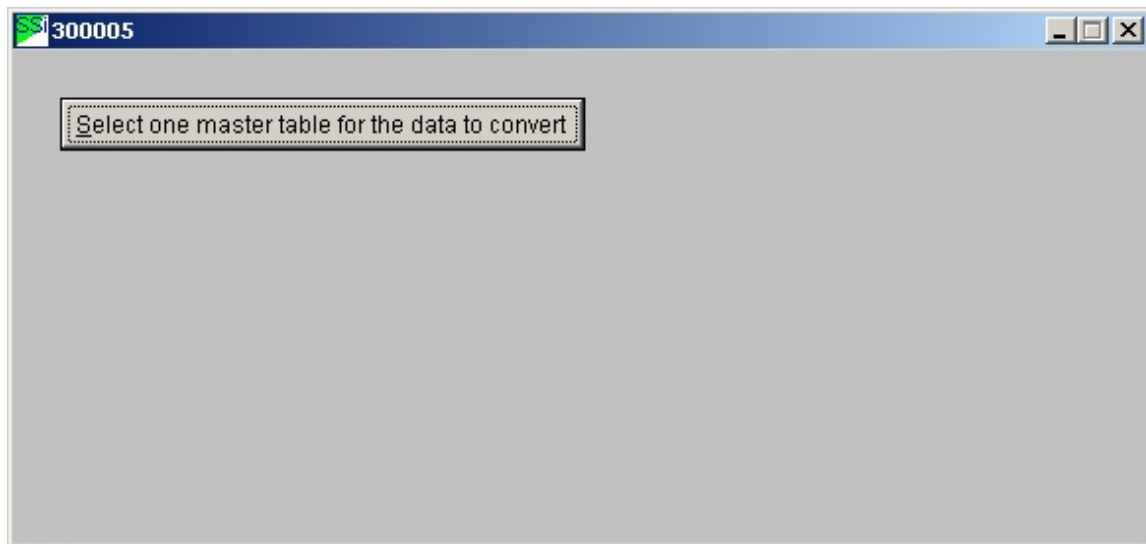 SSi 300005
Select one master table for the data to convert